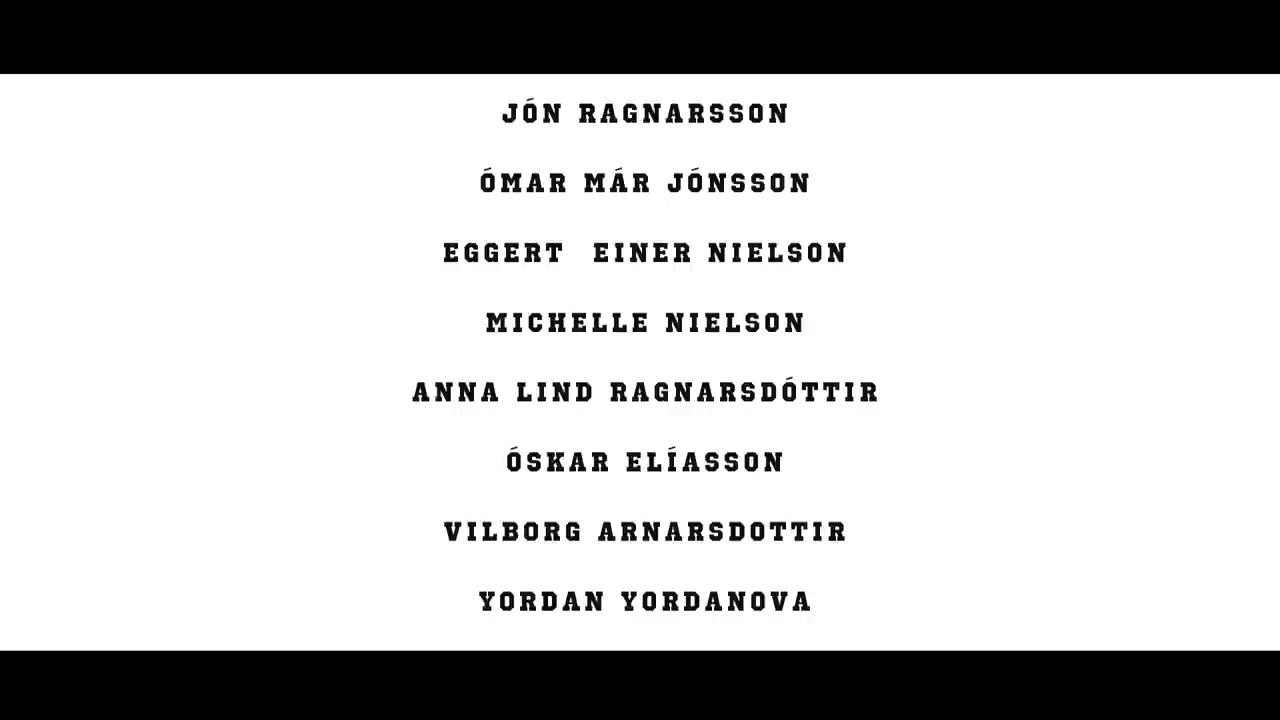 JÓN RAGNARSSON
ÓMAR MÁR JÓNSSON
EGGERT  EINER NIELSON
MICHELLE NIELSON
ANNA LIND RAGNARSDÓTTIR
ÓSKAR ELÍASSON
VILBORG ARNARSDOTTIR
YORDAN YORDANOVA